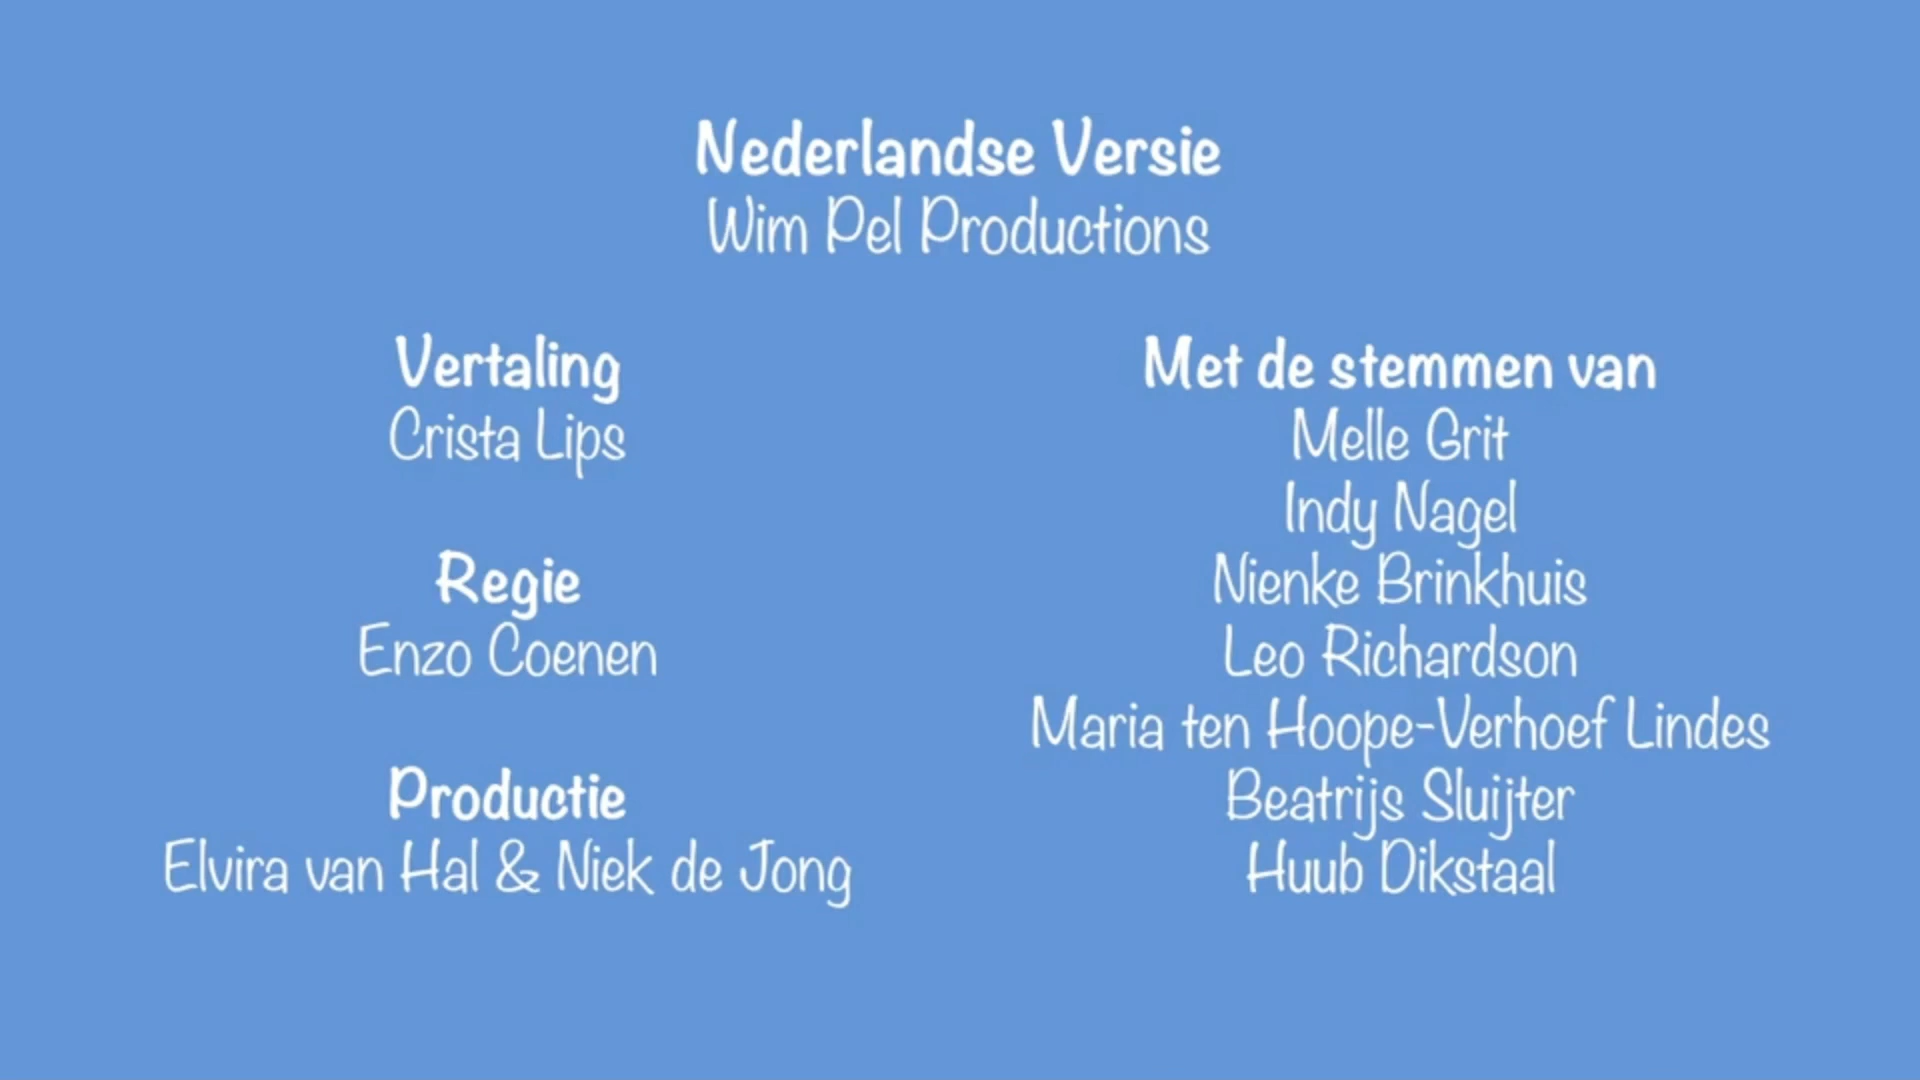 Nederlandse Versie
Wim Pel Productions
Vertaling
Crista Lips
Regie
Enzo Coenen
Productie
Elvira van Hal & Niek de Jong
Met de stemmen van
Melle Grit
Indy Nagel
Nienke Brinkhuis
Leo Richardson
Maria ten Hoope-Verhoef Lindes
Beatrijs Sluijter
Huub Dikstaal